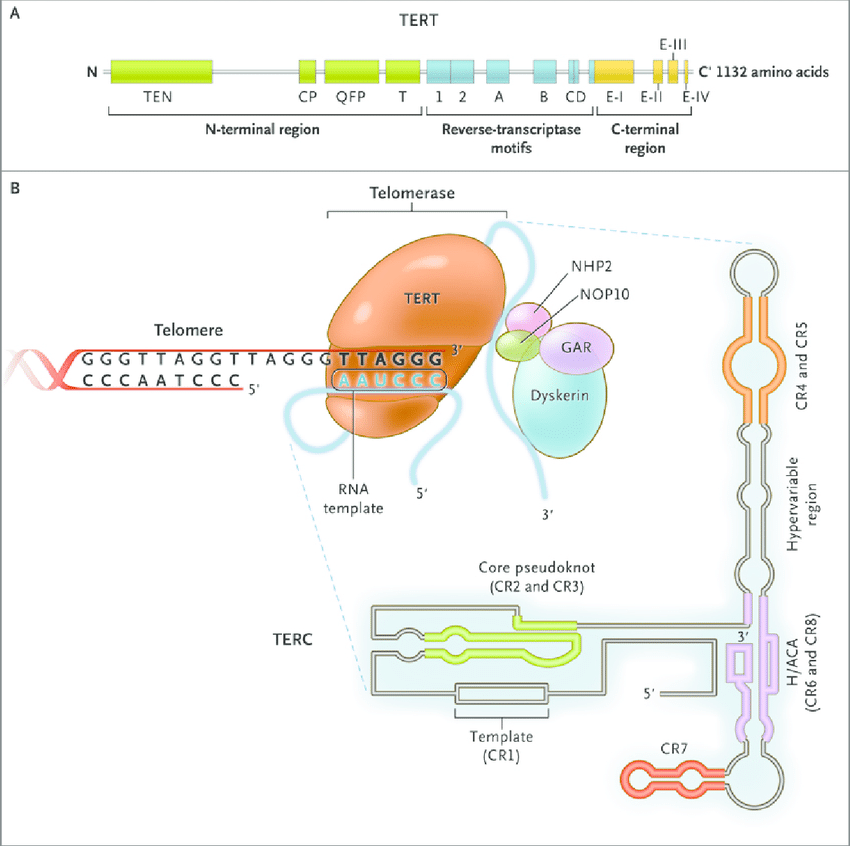 A
TERT
E-III
N
C' 1132 amino acids
TEN
CP
QFP
T
1
2
A
B
CD
E-I
E-II
E-IV
N-terminal region
Reverse-transcriptase
motifs
C-terminal
region
B
Telomerase
NHP2
NOP10
TERT
GAR
Dyskerin
Telomere
3'
GGGTTAGGTTAGGGTTAGGG
CCCAATCCC
5'
AAUCCC
RNA
template
5'
3'
CR4 and CR5
Hypervariable
region
Core pseudoknot
(CR2 and CR3)
TERC
3'
H/ACA
(CR6 and CR8)
5'
Template
(CR1)
CR7